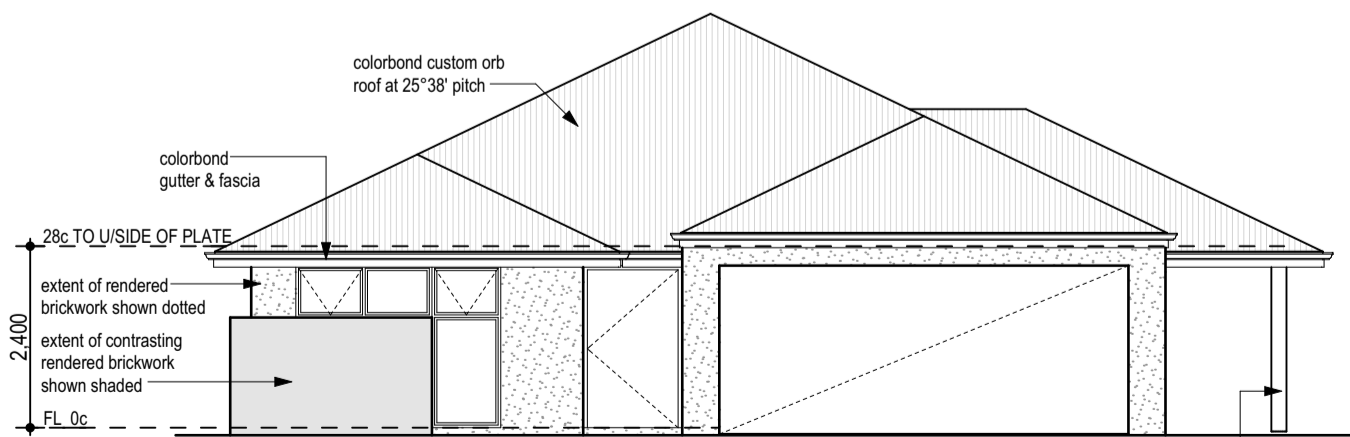 colorbond custom orb
roof at 25°38' pitch
colorbond
gutter & fascia
28c TO U/SIDE OF PLATE
extent of rendered
brickwork shown dotted
2,400
extent of contrasting
rendered brickwork
shown shaded
FL 0c